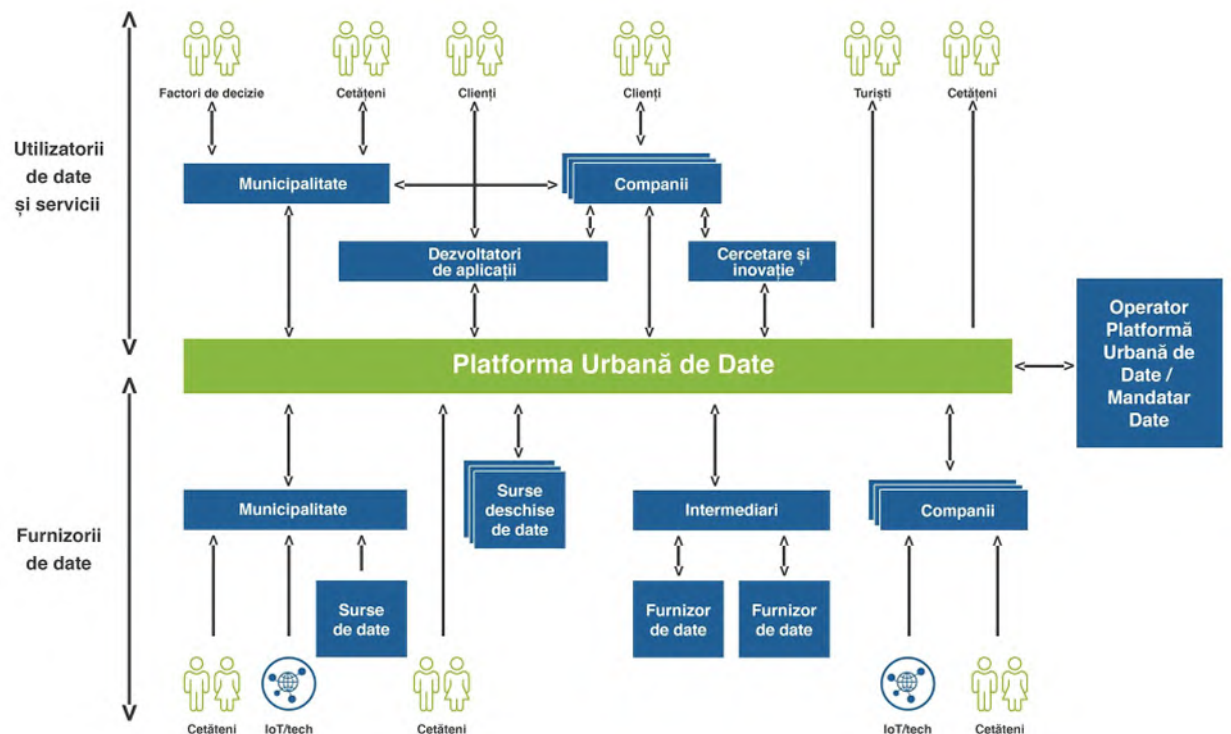 Factori de decizie
Cetățeni
Clienți
Clienți
Turiști
Cetățeni
Utilizatorii
de date
și servicii
Municipalitate
Companii
Dezvoltatori
de aplicații
Cercetare și
inovație
Operator
Platformă
Urbană de
Date /
Mandatar
Date
Platforma Urbană de Date
Furnizorii
de date
Municipalitate
Surse
deschise
de date
Intermediari
Companii
Surse
de date
Furnizor
de date
Furnizor
de date
Cetățeni
IoT/tech
Cetățeni
IoT/tech
Cetățeni